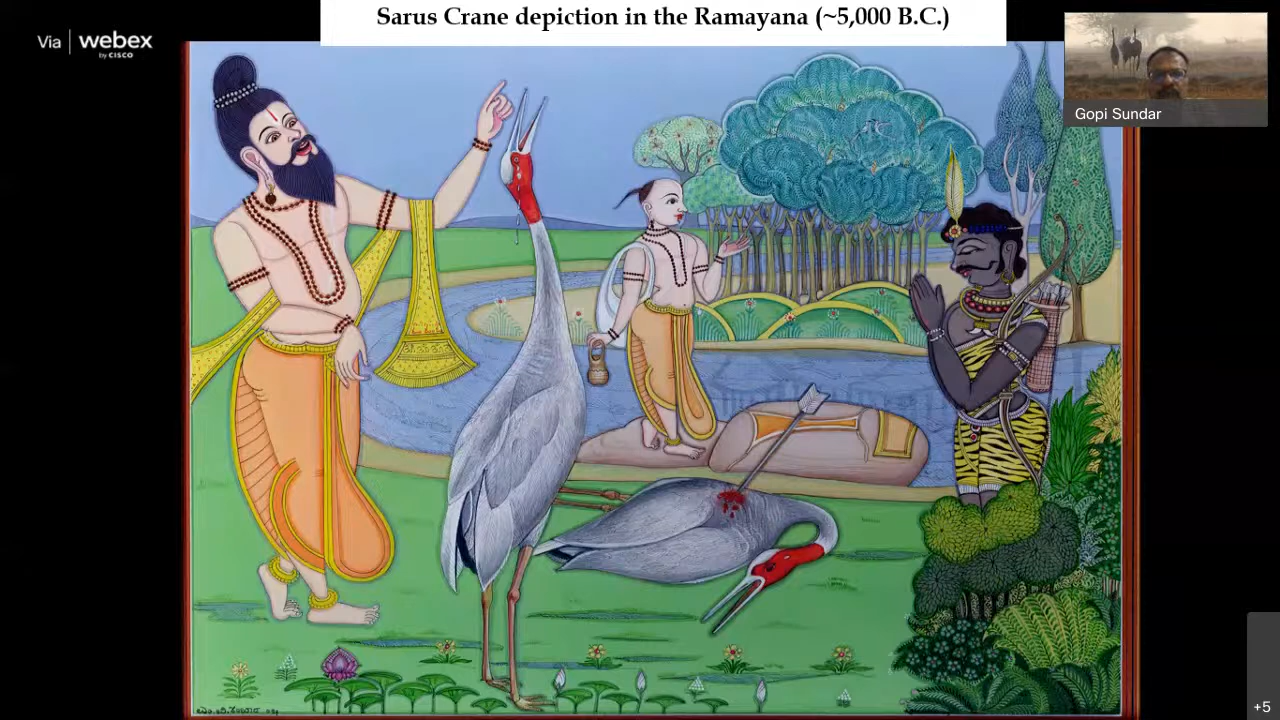 Sarus Crane depiction in the Ramayana (~5,000 B.C.)
Via webex
by CISCO
Gopi Sundar
+5